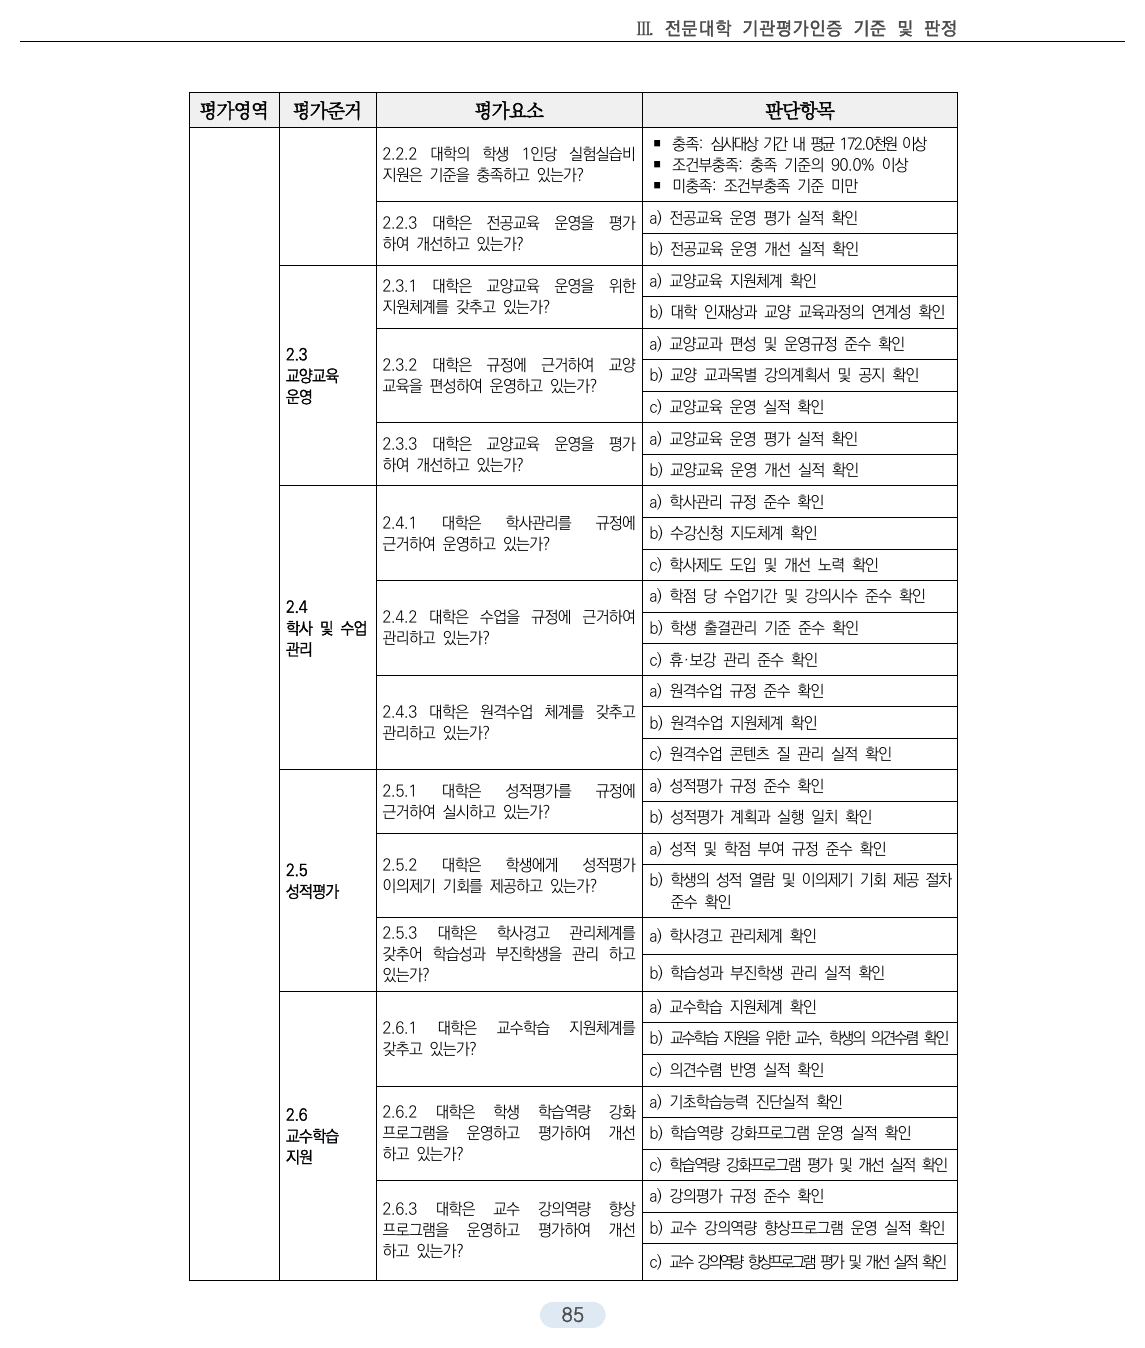 Ⅲ. 전문대학 기관평가인증 기준 및 판정
평가영역 평가준거 평가요소 판단항목
2.2.2 대학의 학생 1인당 실험실습비
지원은 기준을 충족하고 있는가?
▪ 충족: 심사대상 기간 내 평균 172.0천원 이상
▪ 조건부충족: 충족 기준의 90.0% 이상
▪ 미충족: 조건부충족 기준 미만
2.2.3 대학은 전공교육 운영을 평가
하여 개선하고 있는가?
a) 전공교육 운영 평가 실적 확인
b) 전공교육 운영 개선 실적 확인
2.3
교양교육
운영
2.3.1 대학은 교양교육 운영을 위한
지원체계를 갖추고 있는가?
a) 교양교육 지원체계 확인
b) 대학 인재상과 교양 교육과정의 연계성 확인
2.3.2 대학은 규정에 근거하여 교양
교육을 편성하여 운영하고 있는가?
a) 교양교과 편성 및 운영규정 준수 확인
b) 교양 교과목별 강의계획서 및 공지 확인
c) 교양교육 운영 실적 확인
2.3.3 대학은 교양교육 운영을 평가
하여 개선하고 있는가?
a) 교양교육 운영 평가 실적 확인
b) 교양교육 운영 개선 실적 확인
2.4
학사 및 수업
관리
2.4.1 대학은 학사관리를 규정에
근거하여 운영하고 있는가?
a) 학사관리 규정 준수 확인
b) 수강신청 지도체계 확인
c) 학사제도 도입 및 개선 노력 확인
2.4.2 대학은 수업을 규정에 근거하여
관리하고 있는가?
a) 학점 당 수업기간 및 강의시수 준수 확인
b) 학생 출결관리 기준 준수 확인
c) 휴·보강 관리 준수 확인
2.4.3 대학은 원격수업 체계를 갖추고
관리하고 있는가?
a) 원격수업 규정 준수 확인
b) 원격수업 지원체계 확인
c) 원격수업 콘텐츠 질 관리 실적 확인
2.5
성적평가
2.5.1 대학은 성적평가를 규정에
근거하여 실시하고 있는가?
a) 성적평가 규정 준수 확인
b) 성적평가 계획과 실행 일치 확인
2.5.2 대학은 학생에게 성적평가
이의제기 기회를 제공하고 있는가?
a) 성적 및 학점 부여 규정 준수 확인
b) 학생의 성적 열람 및 이의제기 기회 제공 절차
준수 확인
2.5.3 대학은 학사경고 관리체계를
갖추어 학습성과 부진학생을 관리 하고
있는가?
a) 학사경고 관리체계 확인
b) 학습성과 부진학생 관리 실적 확인
2.6
교수학습
지원
2.6.1 대학은 교수학습 지원체계를
갖추고 있는가?
a) 교수학습 지원체계 확인
b) 교수학습 지원을 위한 교수, 학생의 의견수렴 확인
c) 의견수렴 반영 실적 확인
2.6.2 대학은 학생 학습역량 강화
프로그램을 운영하고 평가하여 개선
하고 있는가?
a) 기초학습능력 진단실적 확인
b) 학습역량 강화프로그램 운영 실적 확인
c) 학습역량 강화프로그램 평가 및 개선 실적 확인
2.6.3 대학은 교수 강의역량 향상
프로그램을 운영하고 평가하여 개선
하고 있는가?
a) 강의평가 규정 준수 확인
b) 교수 강의역량 향상프로그램 운영 실적 확인
c) 교수 강의역량 향상프로그램 평가 및 개선 실적 확인
85